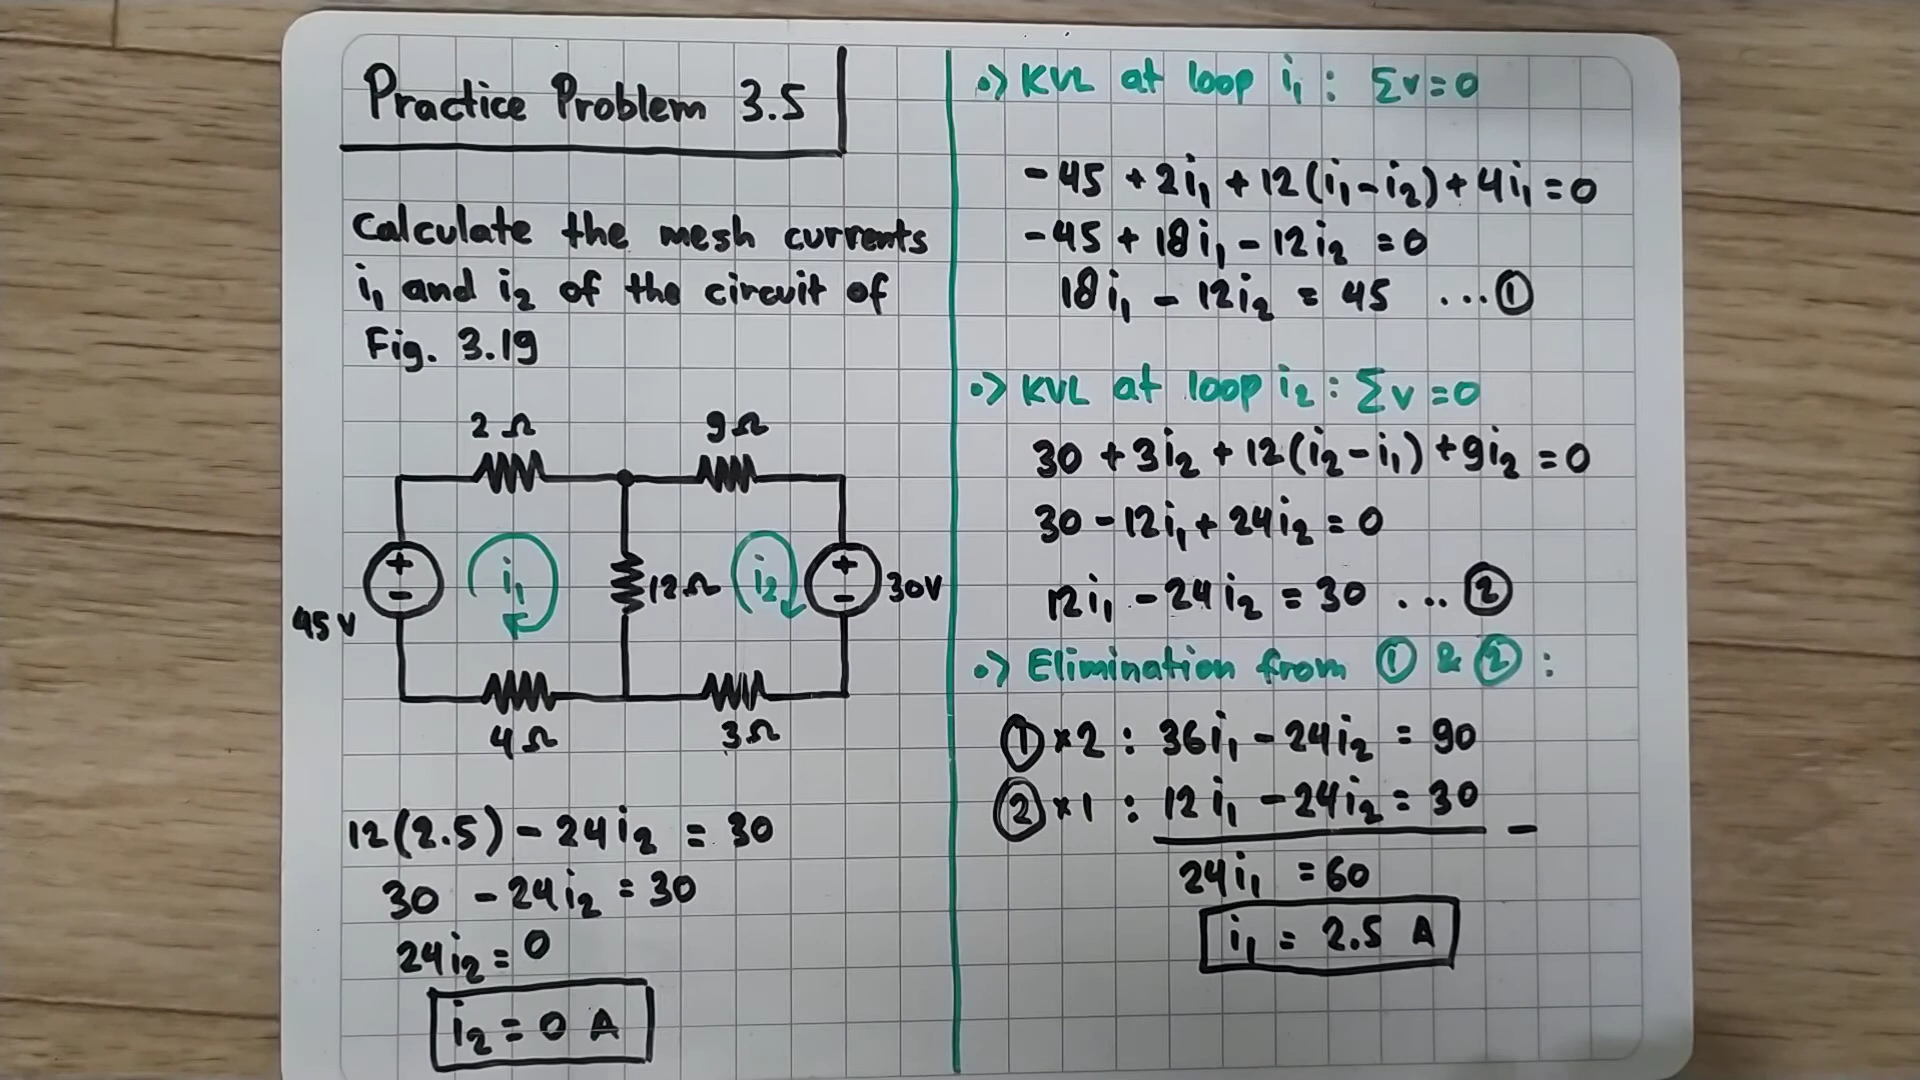 Practice Problem 3.5
Calculate the mesh currents
i₁ and i₂ of the circuit of
Fig. 3.19
2Ω 9Ω
+ i₁ 12Ω i₂ + 30V
- -
45V
4Ω 3Ω
12(2.5) - 24i₂ = 30
30 - 24i₂ = 30
24i₂ = 0
i₂ = 0 A
•> KVL at loop i₁ : Σv=0
-45 + 2i₁ + 12(i₁-i₂) + 4i₁ = 0
-45 + 18i₁ - 12i₂ = 0
18i₁ - 12i₂ = 45 ...①
•> KVL at loop i₂ : Σv=0
30 + 3i₂ + 12(i₂-i₁) + 9i₂ = 0
30 - 12i₁ + 24i₂ = 0
12i₁ - 24i₂ = 30 ...②
•> Elimination from ① & ② :
①×2 : 36i₁ - 24i₂ = 90
②×1 : 12i₁ - 24i₂ = 30 -
24i₁ = 60
i₁ = 2.5 A